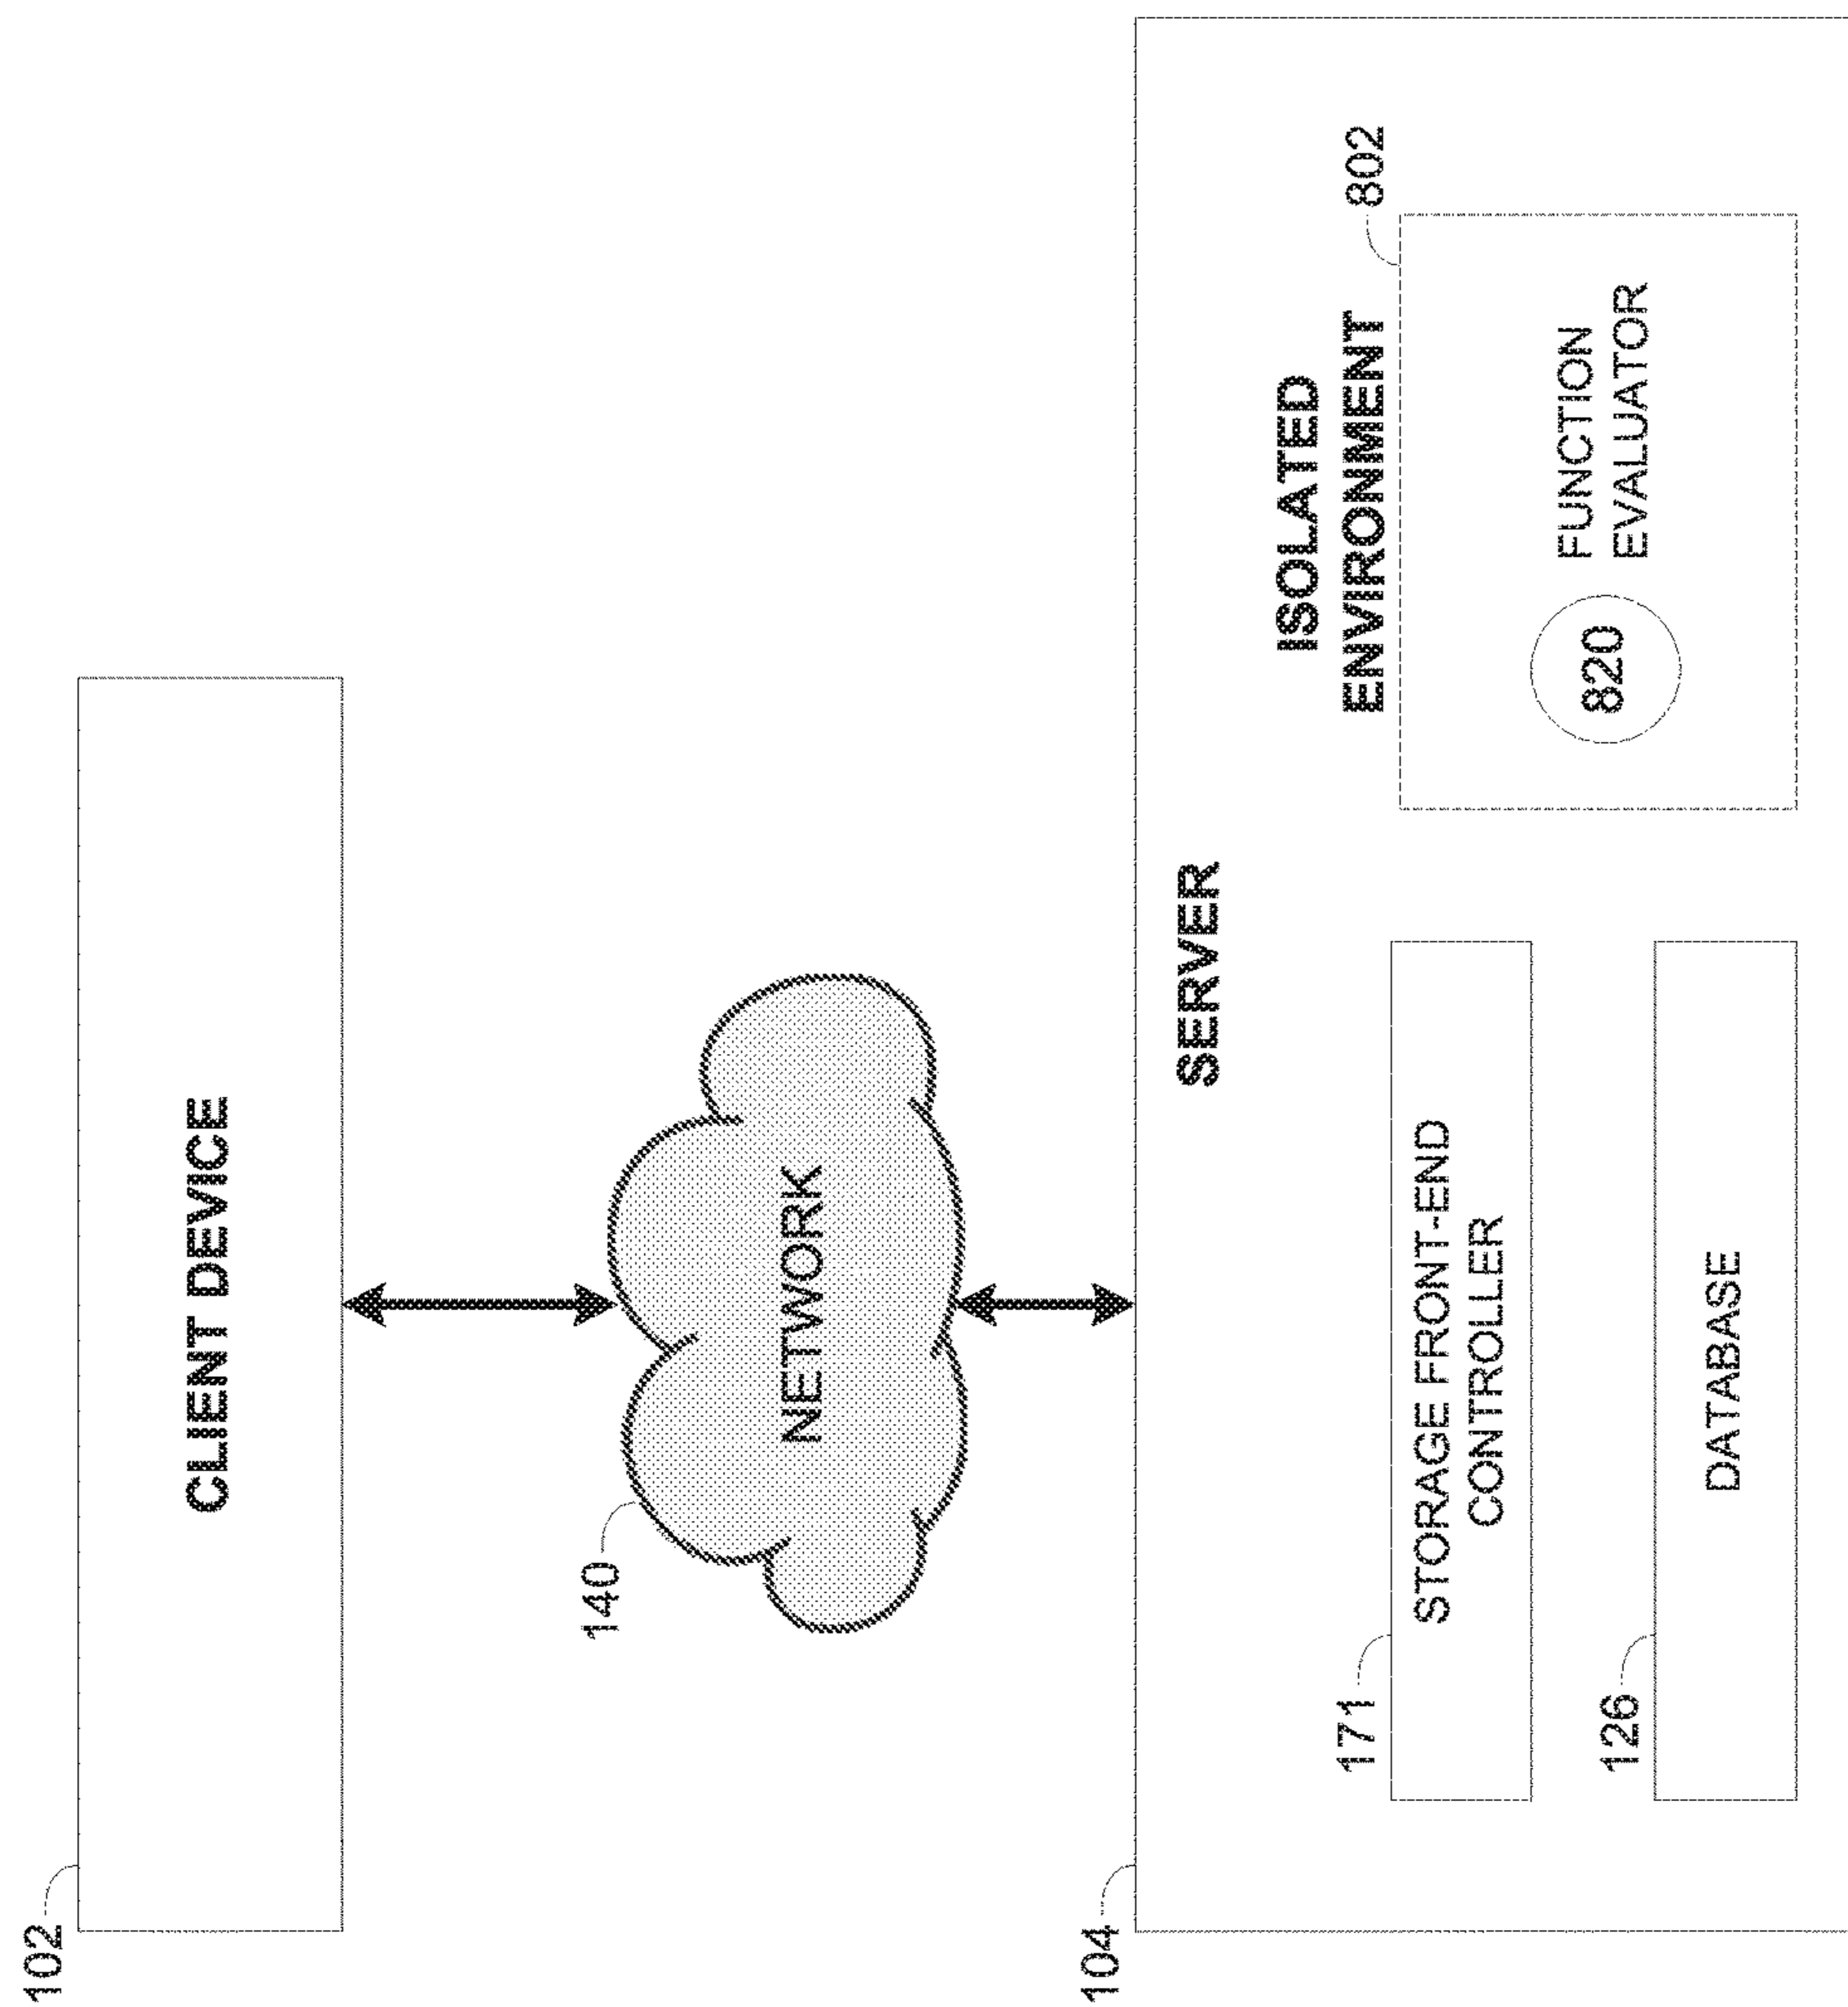 102
CLIENT DEVICE
140
NETWORK
104
SERVER
171
STORAGE FRONT-END
CONTROLLER
126
DATABASE
ISOLATED
ENVIRONMENT
802
820
FUNCTION
EVALUATOR